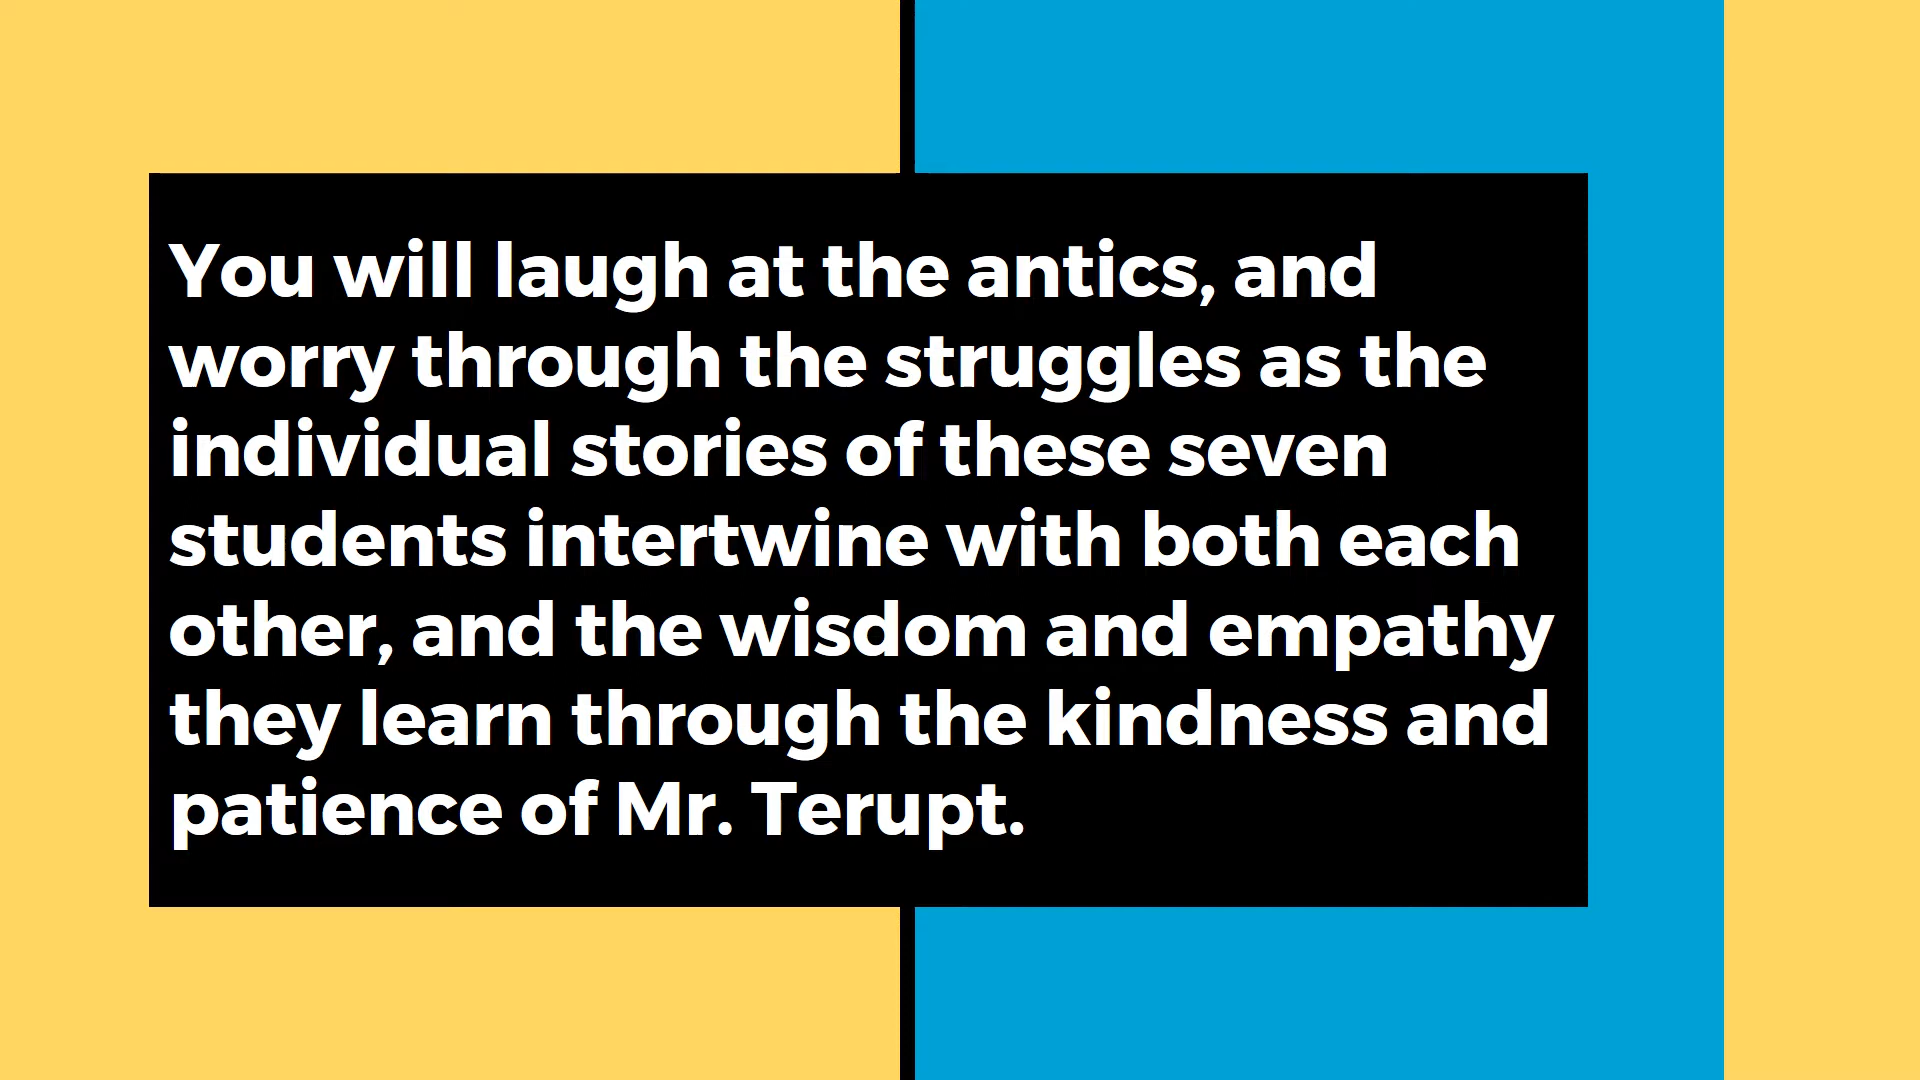 You will laugh at the antics, and
worry through the struggles as the
individual stories of these seven
students intertwine with both each
other, and the wisdom and empathy
they learn through the kindness and
patience of Mr. Terupt.